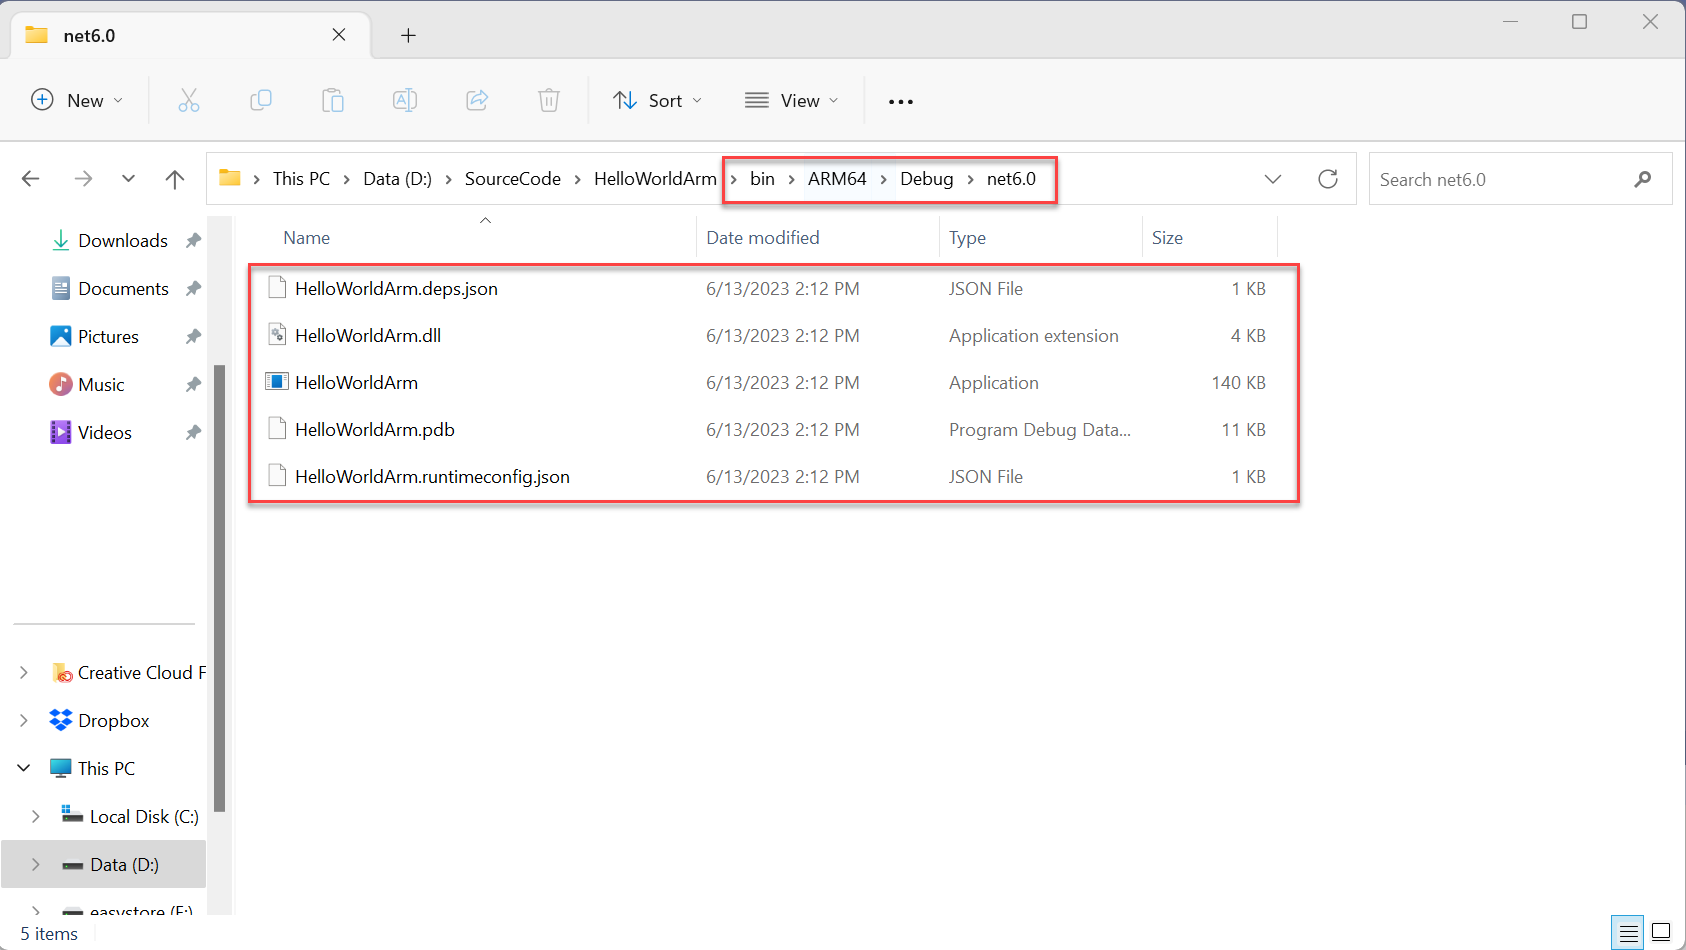 net6.0
New
Sort
View
This PC > Data (D:) > SourceCode > HelloWorldArm > bin > ARM64 > Debug > net6.0
Search net6.0
Downloads
Documents
Pictures
Music
Videos
Creative Cloud F
Dropbox
This PC
Local Disk (C:)
Data (D:)
easystore (F:)
Name Date modified Type Size
HelloWorldArm.deps.json 6/13/2023 2:12 PM JSON File 1 KB
HelloWorldArm.dll 6/13/2023 2:12 PM Application extension 4 KB
HelloWorldArm 6/13/2023 2:12 PM Application 140 KB
HelloWorldArm.pdb 6/13/2023 2:12 PM Program Debug Data... 11 KB
HelloWorldArm.runtimeconfig.json 6/13/2023 2:12 PM JSON File 1 KB
5 items